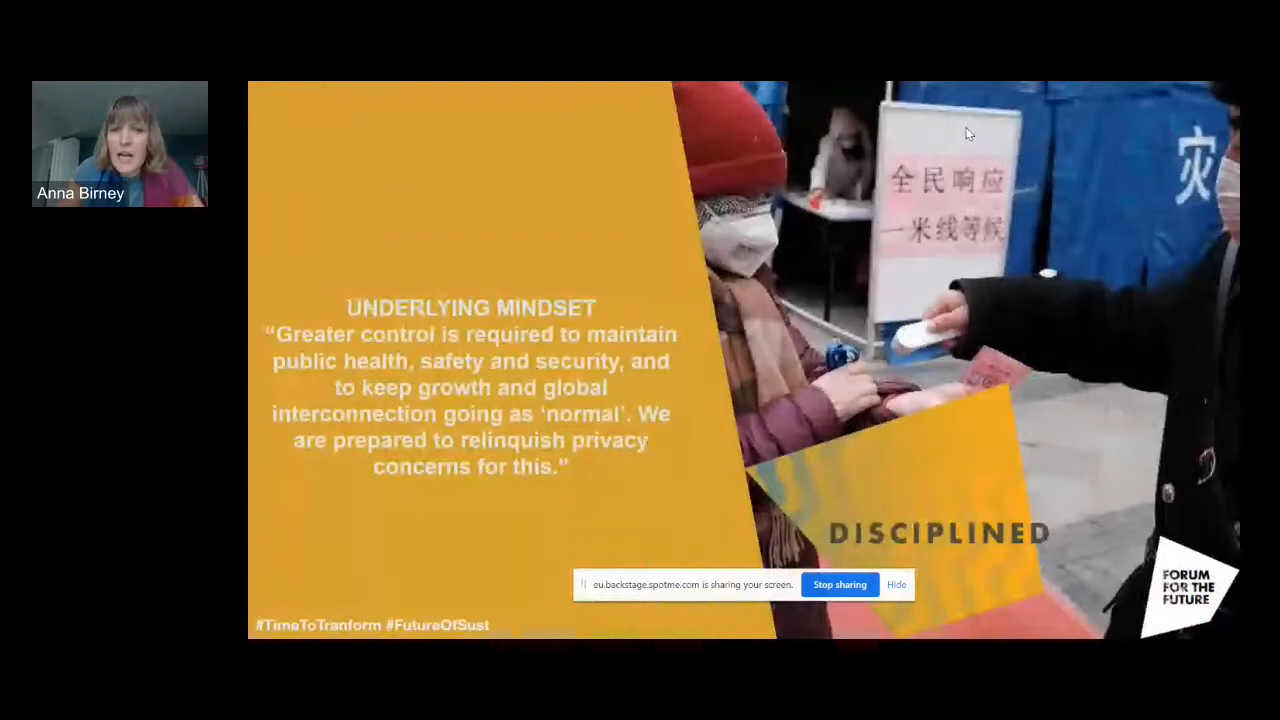 Anna Birney
UNDERLYING MINDSET
“Greater control is required to maintain
public health, safety and security, and
to keep growth and global
interconnection going as ‘normal’. We
are prepared to relinquish privacy
concerns for this.”
全民响应
一米线等候
灾
DISCIPLINED
eu.backstage.spotme.com is sharing your screen.
Stop sharing
Hide
FORUM
FOR THE
FUTURE
#TimeToTranform #FutureOfSust